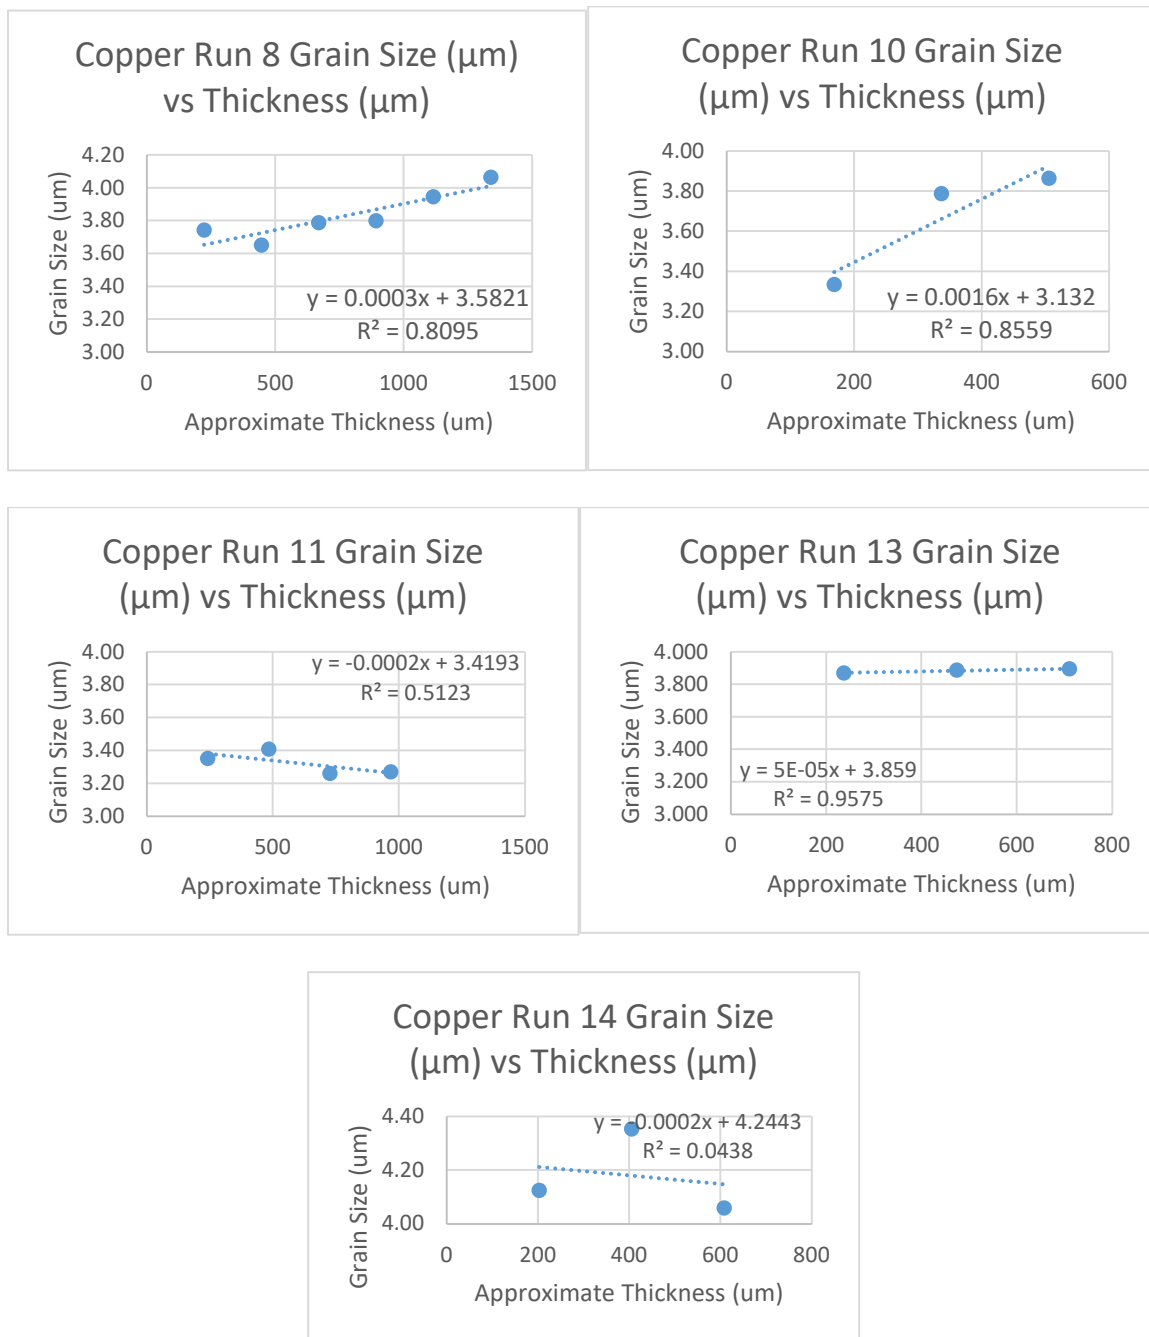 Copper Run 8 Grain Size (μm)
vs Thickness (μm)
4.20
4.00
3.80
3.60
3.40
3.20
3.00
Grain Size (um)
y = 0.0003x + 3.5821
R² = 0.8095
0 500 1000 1500
Approximate Thickness (um)
Copper Run 10 Grain Size
(μm) vs Thickness (μm)
4.00
3.80
3.60
3.40
3.20
3.00
Grain Size (um)
y = 0.0016x + 3.132
R² = 0.8559
0 200 400 600
Approximate Thickness (um)
Copper Run 11 Grain Size
(μm) vs Thickness (μm)
4.00
3.80
3.60
3.40
3.20
3.00
Grain Size (um)
y = -0.0002x + 3.4193
R² = 0.5123
0 500 1000 1500
Approximate Thickness (um)
Copper Run 13 Grain Size
(μm) vs Thickness (μm)
4.000
3.800
3.600
3.400
3.200
3.000
Grain Size (um)
y = 5E-05x + 3.859
R² = 0.9575
0 200 400 600 800
Approximate Thickness (um)
Copper Run 14 Grain Size
(μm) vs Thickness (μm)
4.40
4.20
4.00
Grain Size (um)
y = -0.0002x + 4.2443
R² = 0.0438
0 200 400 600 800
Approximate Thickness (um)